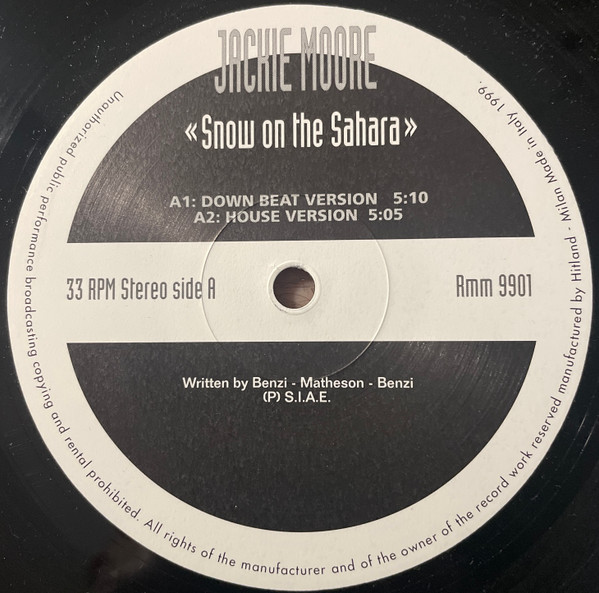 JACKIE MOORE
«Snow on the Sahara»
A1: DOWN BEAT VERSION 5:10
A2: HOUSE VERSION 5:05
33 RPM Stereo side A
Rmm 9901
Written by Benzi - Matheson - Benzi
(P) S.I.A.E.
Unauthorized public performance broadcasting copying and rental prohibited. All rights of the manufacturer and of the owner of the record work reserved manufactured by Hitland - Milan Made in Italy 1999.